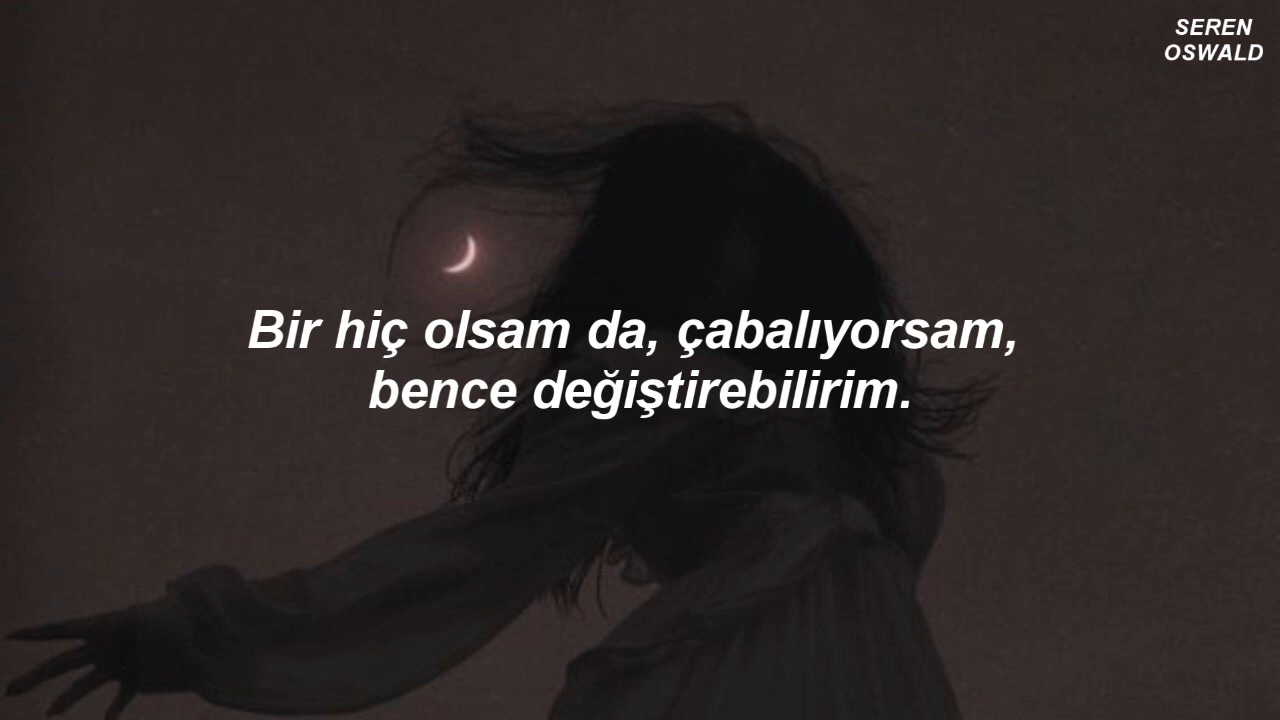 SEREN
OSWALD
Bir hiç olsam da, çabalıyorsam,
bence değiştirebilirim.